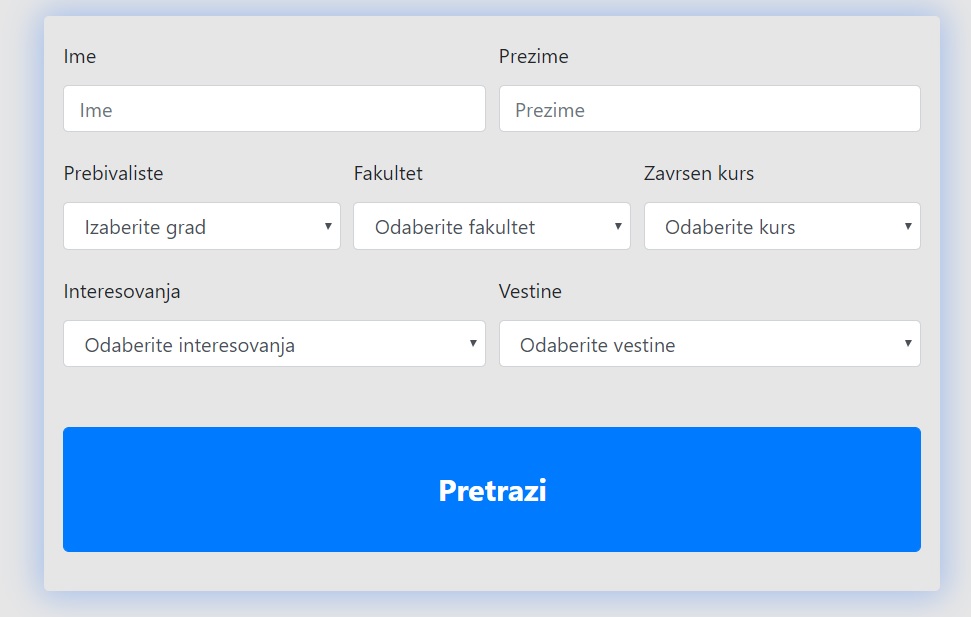 Ime Prezime
Ime Prezime
Prebivaliste Fakultet Zavrsen kurs
Izaberite grad Odaberite fakultet Odaberite kurs
Interesovanja Vestine
Odaberite interesovanja Odaberite vestine
Pretrazi